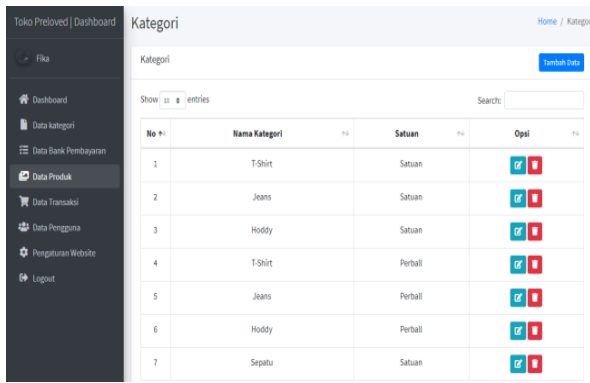 Toko Preloved | Dashboard
Fika
Dashboard
Data kategori
Data Bank Pembayaran
Data Produk
Data Transaksi
Data Pengguna
Pengaturan Website
Logout
Kategori
Home / Kategori
Kategori
Tambah Data
Show 10 entries
Search:
No Nama Kategori Satuan Opsi
1 T-Shirt Satuan
2 Jeans Satuan
3 Hoddy Satuan
4 T-Shirt Perball
5 Jeans Perball
6 Hoddy Perball
7 Sepatu Satuan